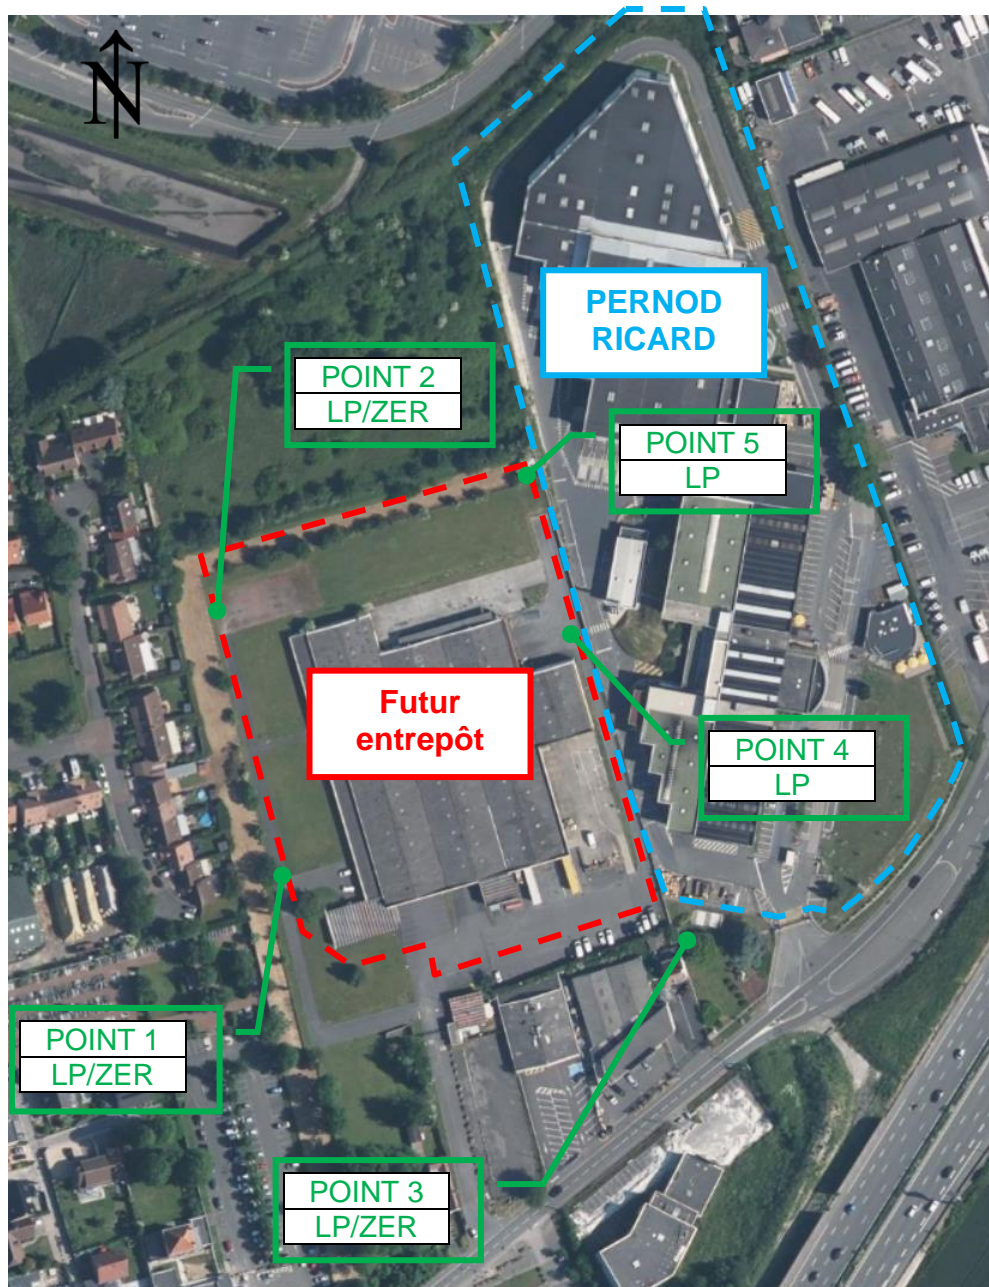 N
PERNOD
RICARD
POINT 2
LP/ZER
POINT 5
LP
Futur
entrepôt
POINT 4
LP
POINT 1
LP/ZER
POINT 3
LP/ZER